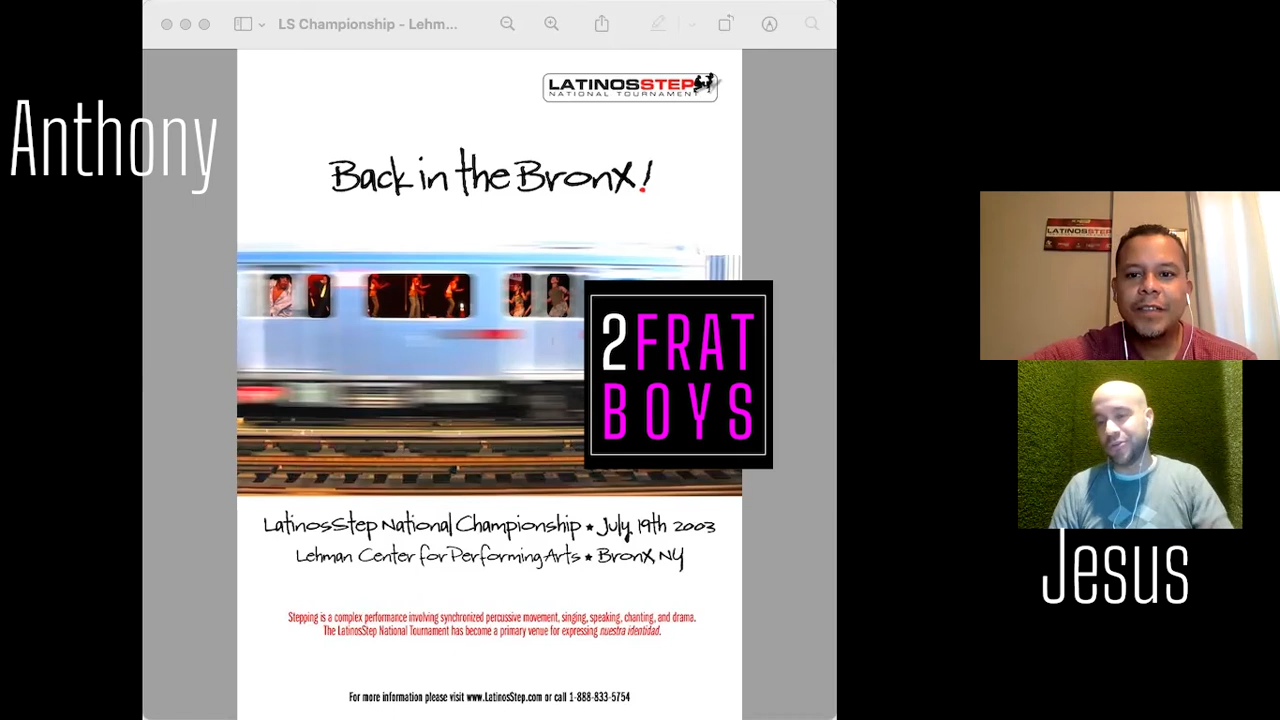 LS Championship - Lehm...
Anthony
LATINOSSTEP
NATIONAL TOURNAMENT
Back in the Bronx!
LATINOSSTEP
2FRAT
BOYS
LatinosStep National Championship ★ July 19th 2003
Lehman Center for Performing Arts ★ Bronx, NY
Jesus
Stepping is a complex performance involving synchronized percussive movement, singing, speaking, chanting, and drama.
The LatinosStep National Tournament has become a primary venue for expressing nuestra identidad.
For more information please visit www.LatinosStep.com or call 1-888-833-5754